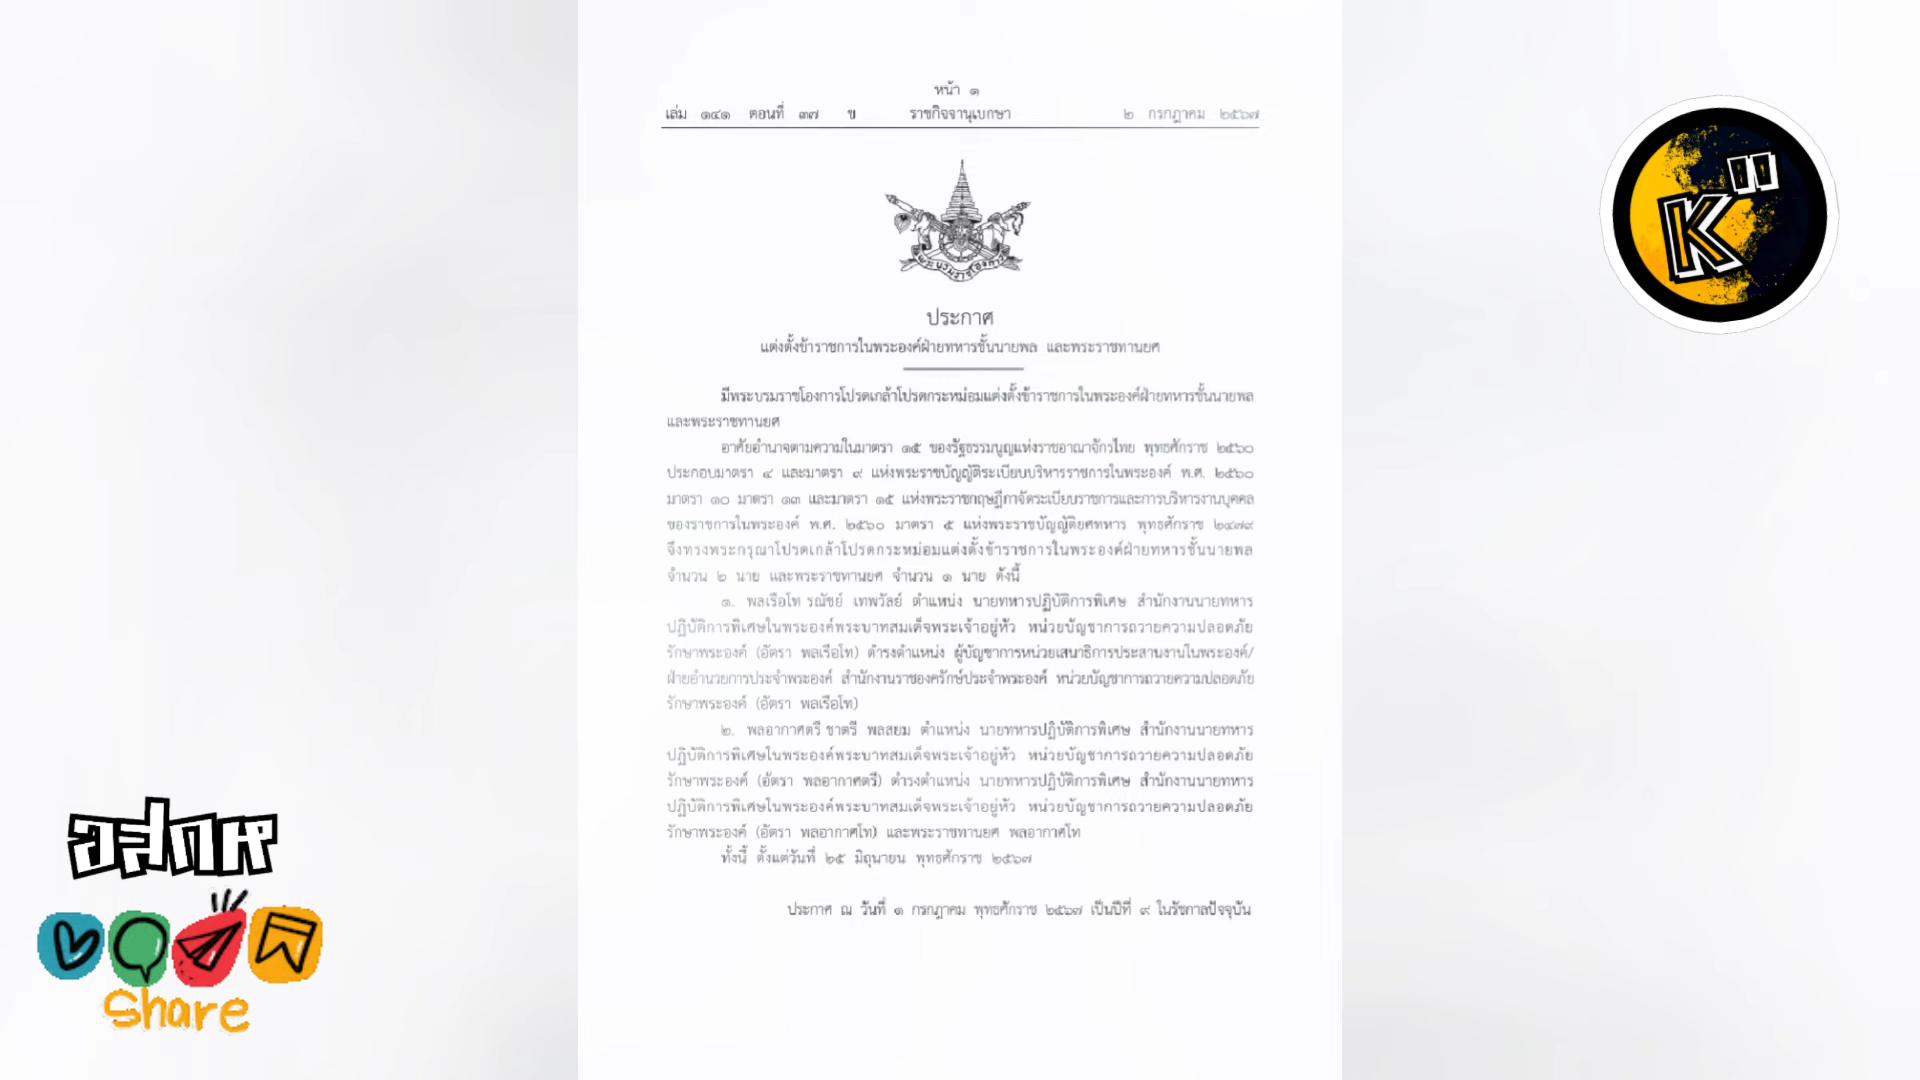 หน้า ๑
เล่ม ๑๔๑ ตอนที่ ๓๗ ข ราชกิจจานุเบกษา ๒ กรกฎาคม ๒๕๖๗
พระบรมราชโองการ
ประกาศ
แต่งตั้งข้าราชการในพระองค์ฝ่ายทหารชั้นนายพล และพระราชทานยศ
มีพระบรมราชโองการโปรดเกล้าโปรดกระหม่อมแต่งตั้งข้าราชการในพระองค์ฝ่ายทหารชั้นนายพล
และพระราชทานยศ
อาศัยอำนาจตามความในมาตรา ๑๕ ของรัฐธรรมนูญแห่งราชอาณาจักรไทย พุทธศักราช ๒๕๖๐
ประกอบมาตรา ๔ และมาตรา ๙ แห่งพระราชบัญญัติระเบียบบริหารราชการในพระองค์ พ.ศ. ๒๕๖๐
มาตรา ๑๐ มาตรา ๑๓ และมาตรา ๑๕ แห่งพระราชกฤษฎีกาจัดระเบียบราชการและการบริหารงานบุคคล
ของราชการในพระองค์ พ.ศ. ๒๕๖๐ มาตรา ๕ แห่งพระราชบัญญัติยศทหาร พุทธศักราช ๒๔๗๙
จึงทรงพระกรุณาโปรดเกล้าโปรดกระหม่อมแต่งตั้งข้าราชการในพระองค์ฝ่ายทหารชั้นนายพล
จำนวน ๒ นาย และพระราชทานยศ จำนวน ๑ นาย ดังนี้
๑. พลเรือโท รณัชย์ เทพวัลย์ ตำแหน่ง นายทหารปฏิบัติการพิเศษ สำนักงานนายทหาร
ปฏิบัติการพิเศษในพระองค์พระบาทสมเด็จพระเจ้าอยู่หัว หน่วยบัญชาการถวายความปลอดภัย
รักษาพระองค์ (อัตรา พลเรือโท) ดำรงตำแหน่ง ผู้บัญชาการหน่วยเสนาธิการประสานงานในพระองค์/
ฝ่ายอำนวยการประจำพระองค์ สำนักงานราชองครักษ์ประจำพระองค์ หน่วยบัญชาการถวายความปลอดภัย
รักษาพระองค์ (อัตรา พลเรือโท)
๒. พลอากาศตรี ชาตรี พลสยม ตำแหน่ง นายทหารปฏิบัติการพิเศษ สำนักงานนายทหาร
ปฏิบัติการพิเศษในพระองค์พระบาทสมเด็จพระเจ้าอยู่หัว หน่วยบัญชาการถวายความปลอดภัย
รักษาพระองค์ (อัตรา พลอากาศตรี) ดำรงตำแหน่ง นายทหารปฏิบัติการพิเศษ สำนักงานนายทหาร
ปฏิบัติการพิเศษในพระองค์พระบาทสมเด็จพระเจ้าอยู่หัว หน่วยบัญชาการถวายความปลอดภัย
รักษาพระองค์ (อัตรา พลอากาศโท) และพระราชทานยศ พลอากาศโท
ทั้งนี้ ตั้งแต่วันที่ ๒๕ มิถุนายน พุทธศักราช ๒๕๖๗
ประกาศ ณ วันที่ ๑ กรกฎาคม พุทธศักราช ๒๕๖๗ เป็นปีที่ ๙ ในรัชกาลปัจจุบัน
K"
อสกห
Share